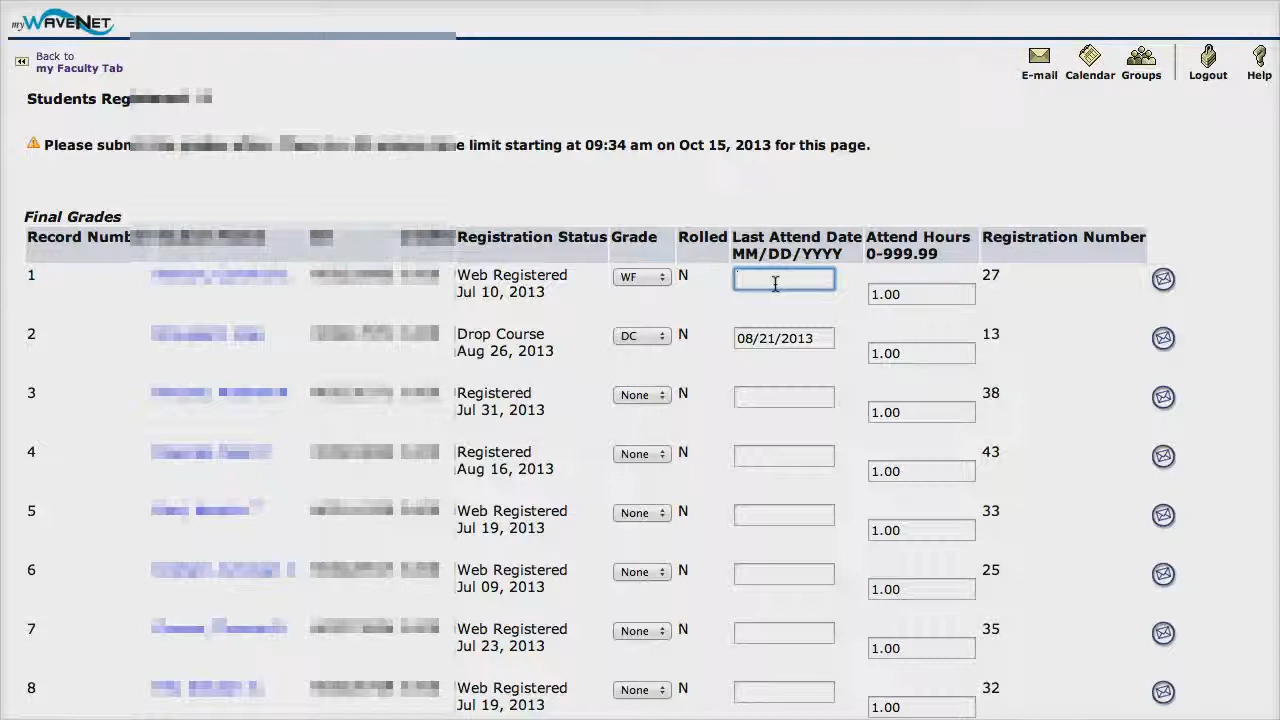 myWaveNet
Back to
my Faculty Tab
E-mail Calendar Groups Logout Help
Students Reg
Please subm e limit starting at 09:34 am on Oct 15, 2013 for this page.
Final Grades
Record Numb Registration Status Grade Rolled Last Attend Date Attend Hours Registration Number
MM/DD/YYYY 0-999.99
1 Web Registered WF N 27
Jul 10, 2013 1.00
2 Drop Course DC N 08/21/2013 13
Aug 26, 2013 1.00
3 Registered None N 38
Jul 31, 2013 1.00
4 Registered None N 43
Aug 16, 2013 1.00
5 Web Registered None N 33
Jul 19, 2013 1.00
6 Web Registered None N 25
Jul 09, 2013 1.00
7 Web Registered None N 35
Jul 23, 2013 1.00
8 Web Registered None N 32
Jul 19, 2013 1.00